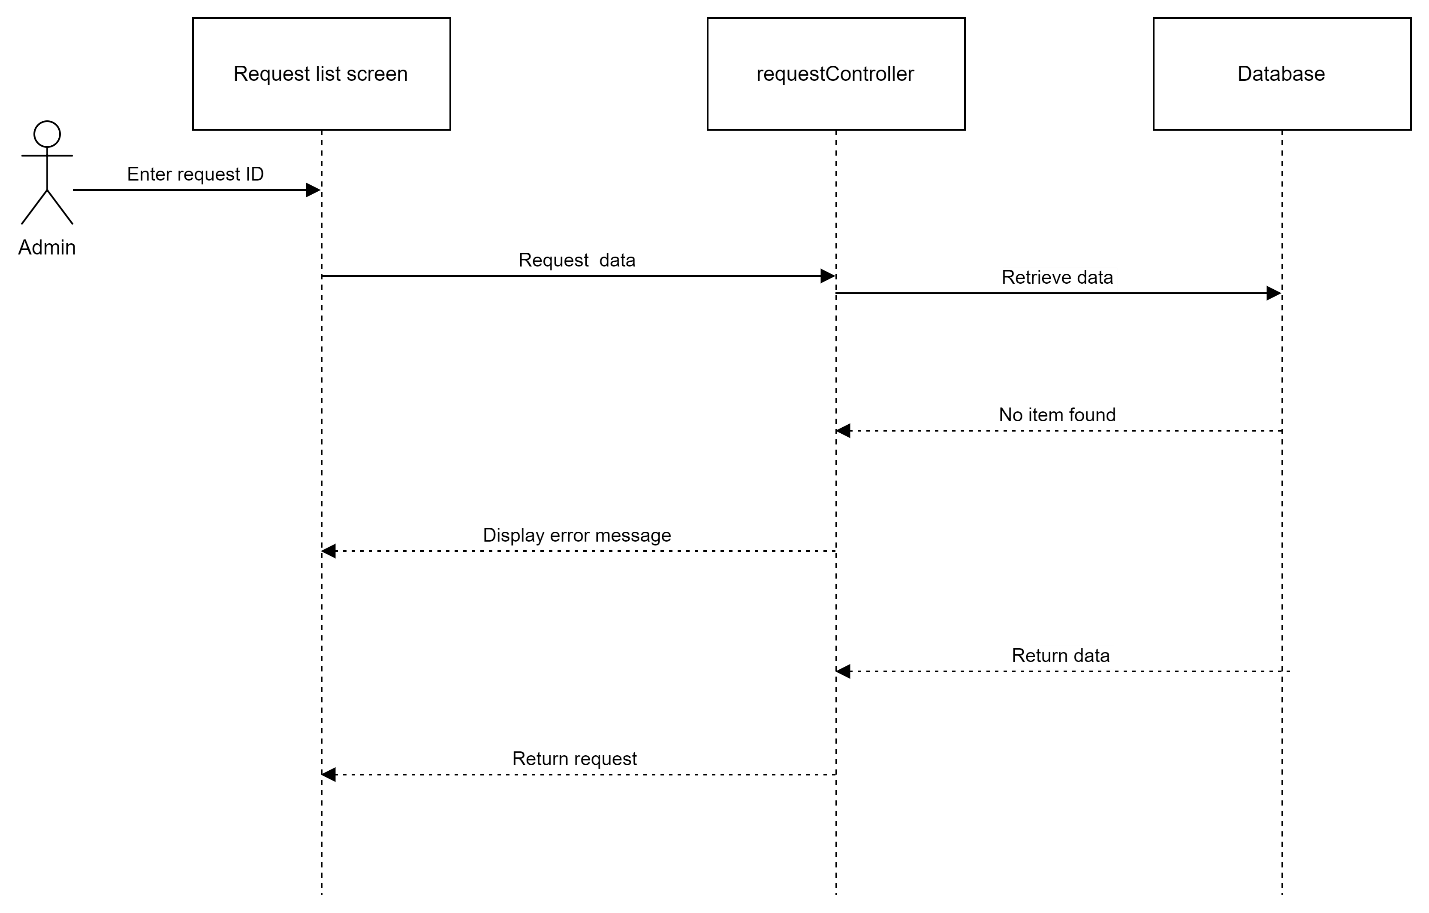 Request list screen
requestController
Database
Enter request ID
Admin
Request  data
Retrieve data
No item found
Display error message
Return data
Return request